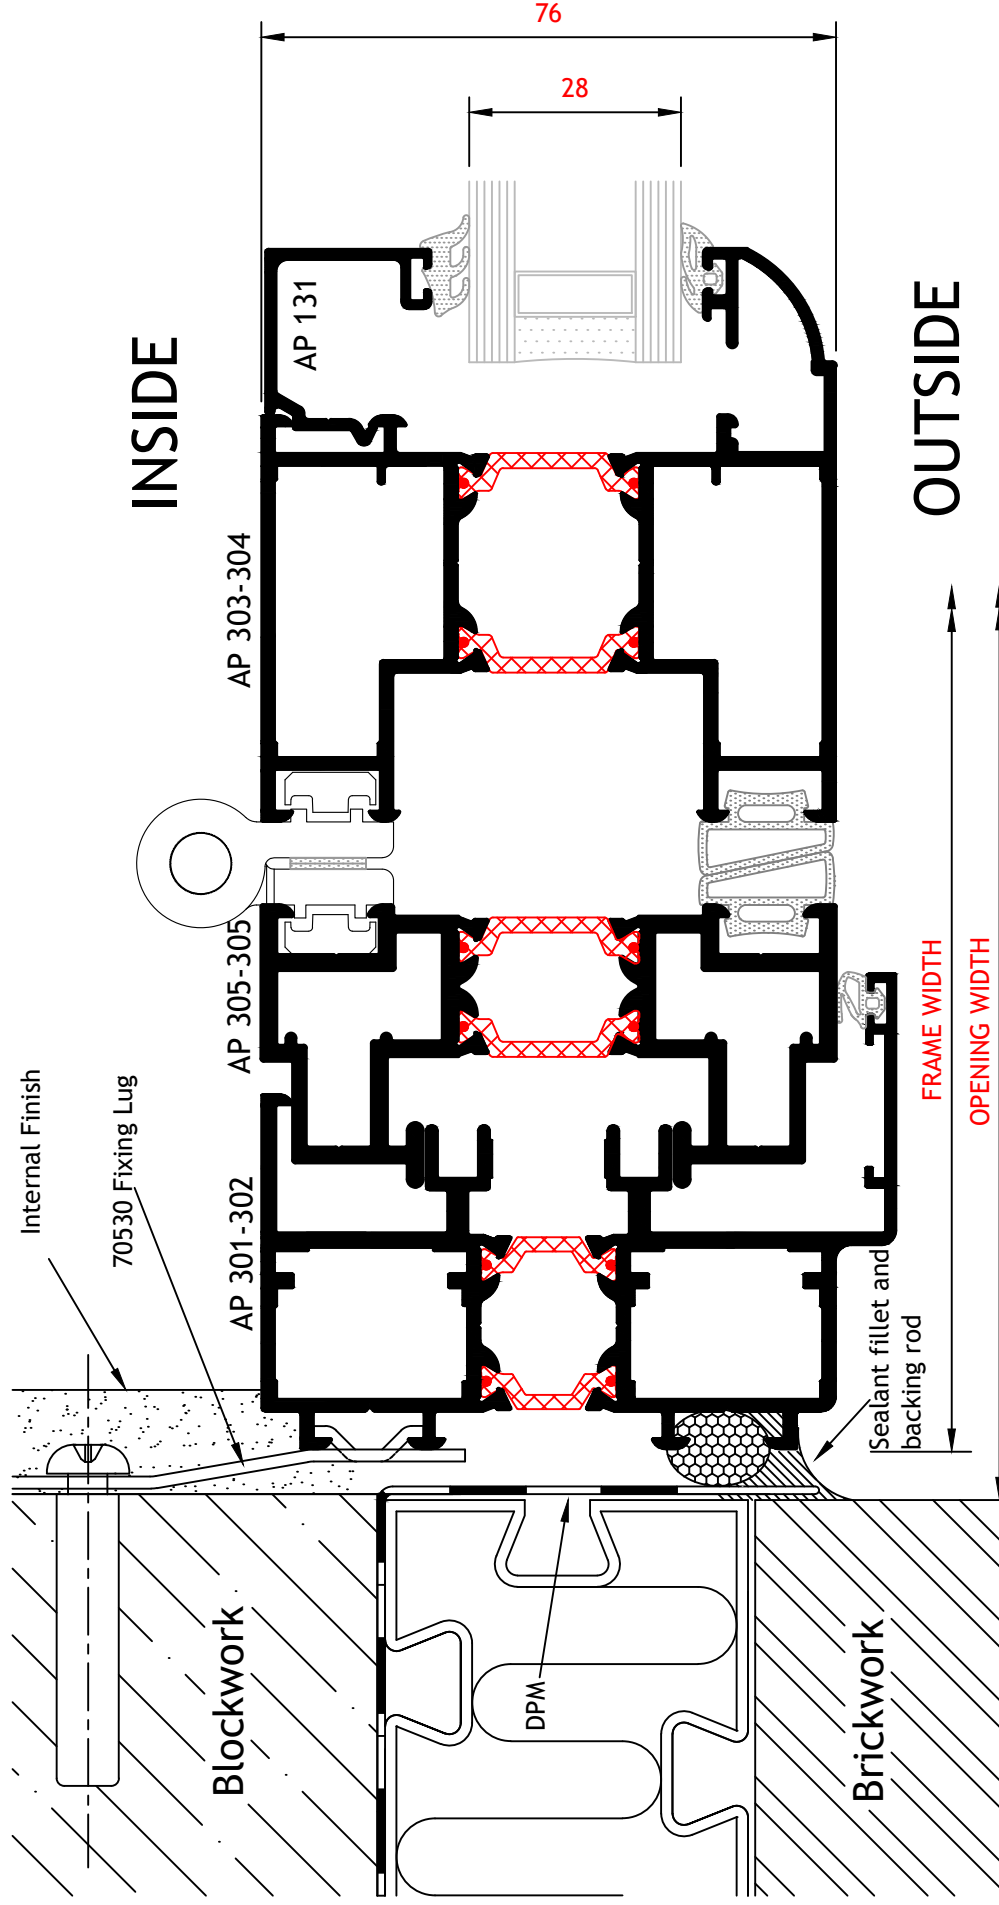 76
28
INSIDE
AP 131
AP 303-304
OUTSIDE
AP 305-305
Internal Finish
70530 Fixing Lug
AP 301-302
FRAME WIDTH
OPENING WIDTH
Sealant fillet and
backing rod
Blockwork
DPM
Brickwork